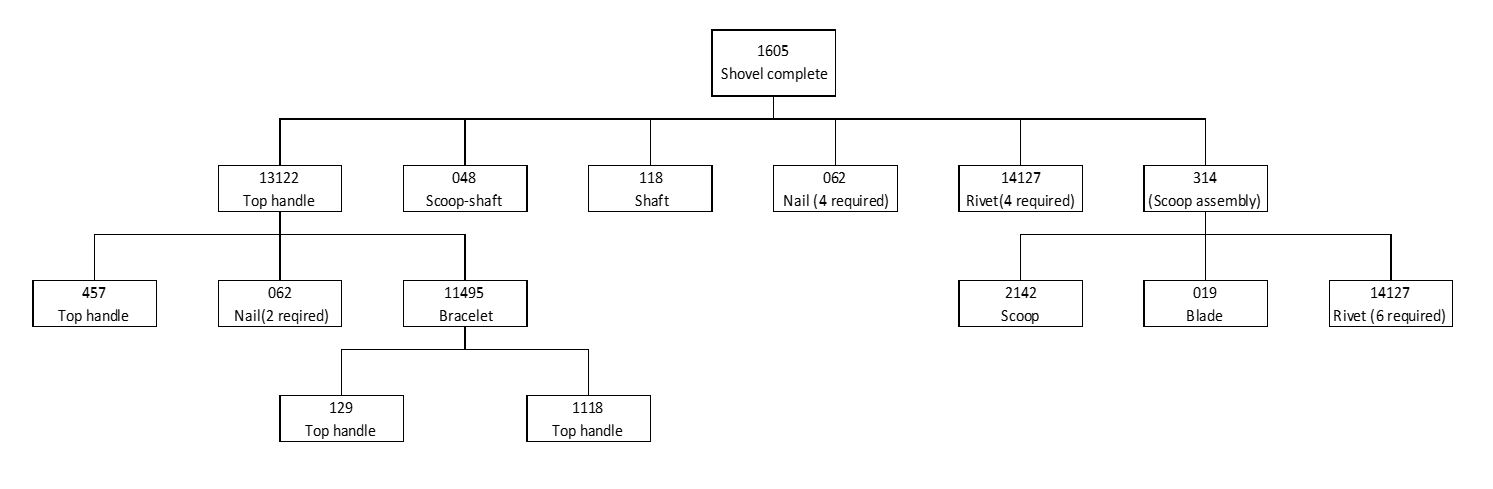 1605
Shovel complete
13122
Top handle
048
Scoop-shaft
118
Shaft
062
Nail (4 required)
14127
Rivet(4 required)
314
(Scoop assembly)
457
Top handle
062
Nail(2 reqired)
11495
Bracelet
2142
Scoop
019
Blade
14127
Rivet (6 required)
129
Top handle
1118
Top handle